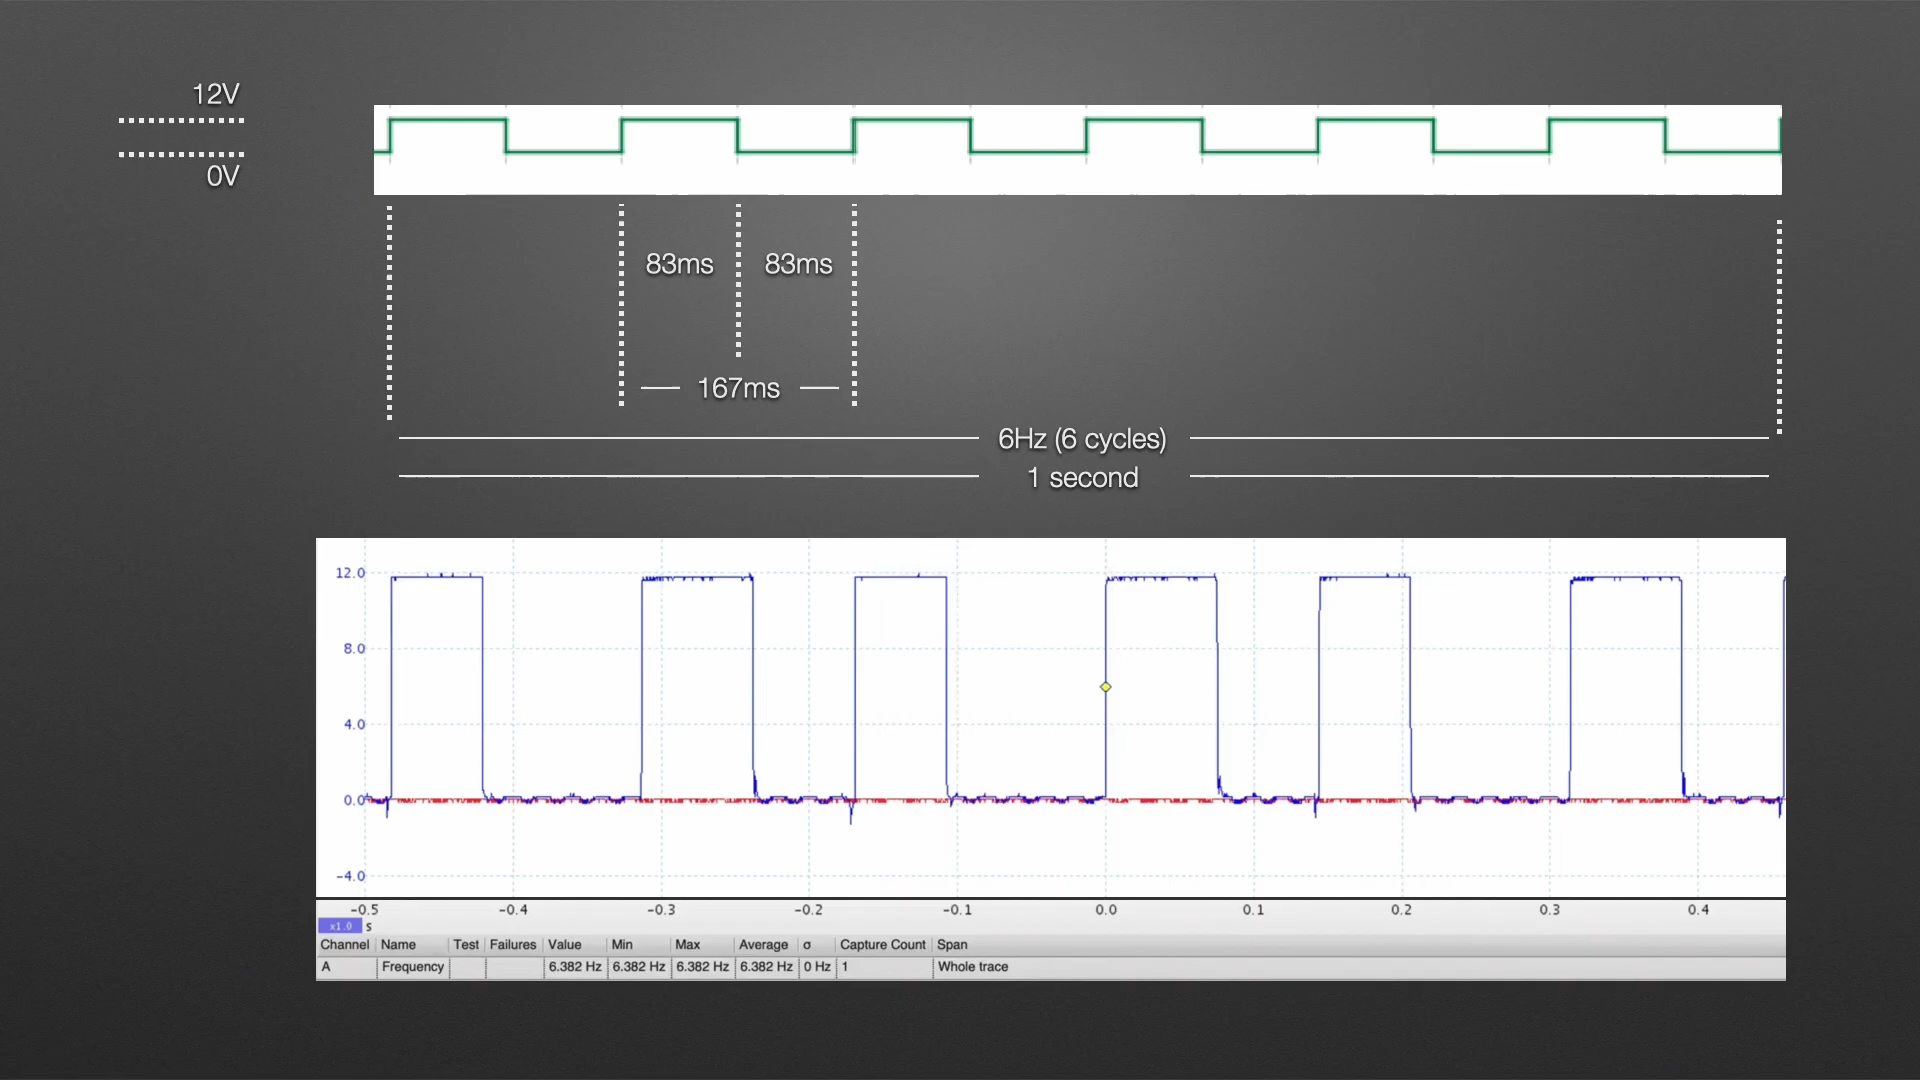 12V
0V
83ms 83ms
167ms
6Hz (6 cycles)
1 second
12.0
8.0
4.0
0.0
-4.0
-0.5 -0.4 -0.3 -0.2 -0.1 0.0 0.1 0.2 0.3 0.4
x1.0 s
Channel Name Test Failures Value Min Max Average σ Capture Count Span
A Frequency 6.382 Hz 6.382 Hz 6.382 Hz 6.382 Hz 0 Hz 1 Whole trace